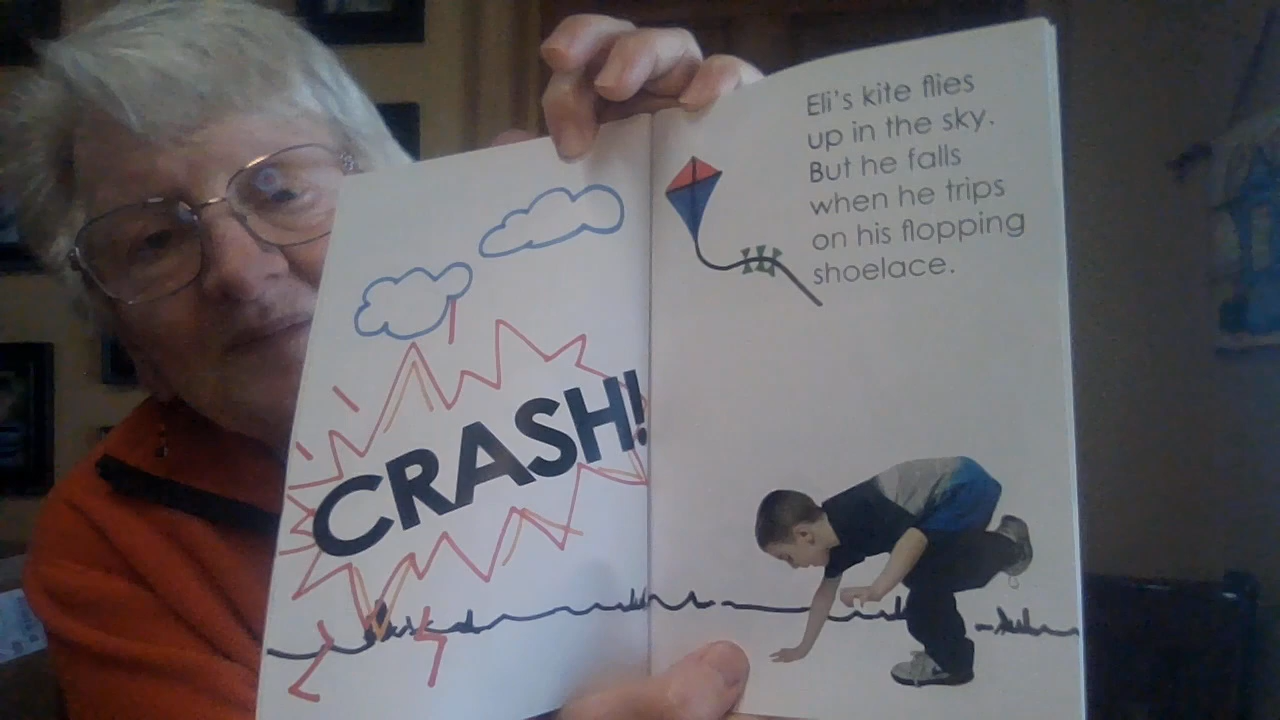 CRASH!
Eli's kite flies
up in the sky.
But he falls
when he trips
on his flopping
shoelace.